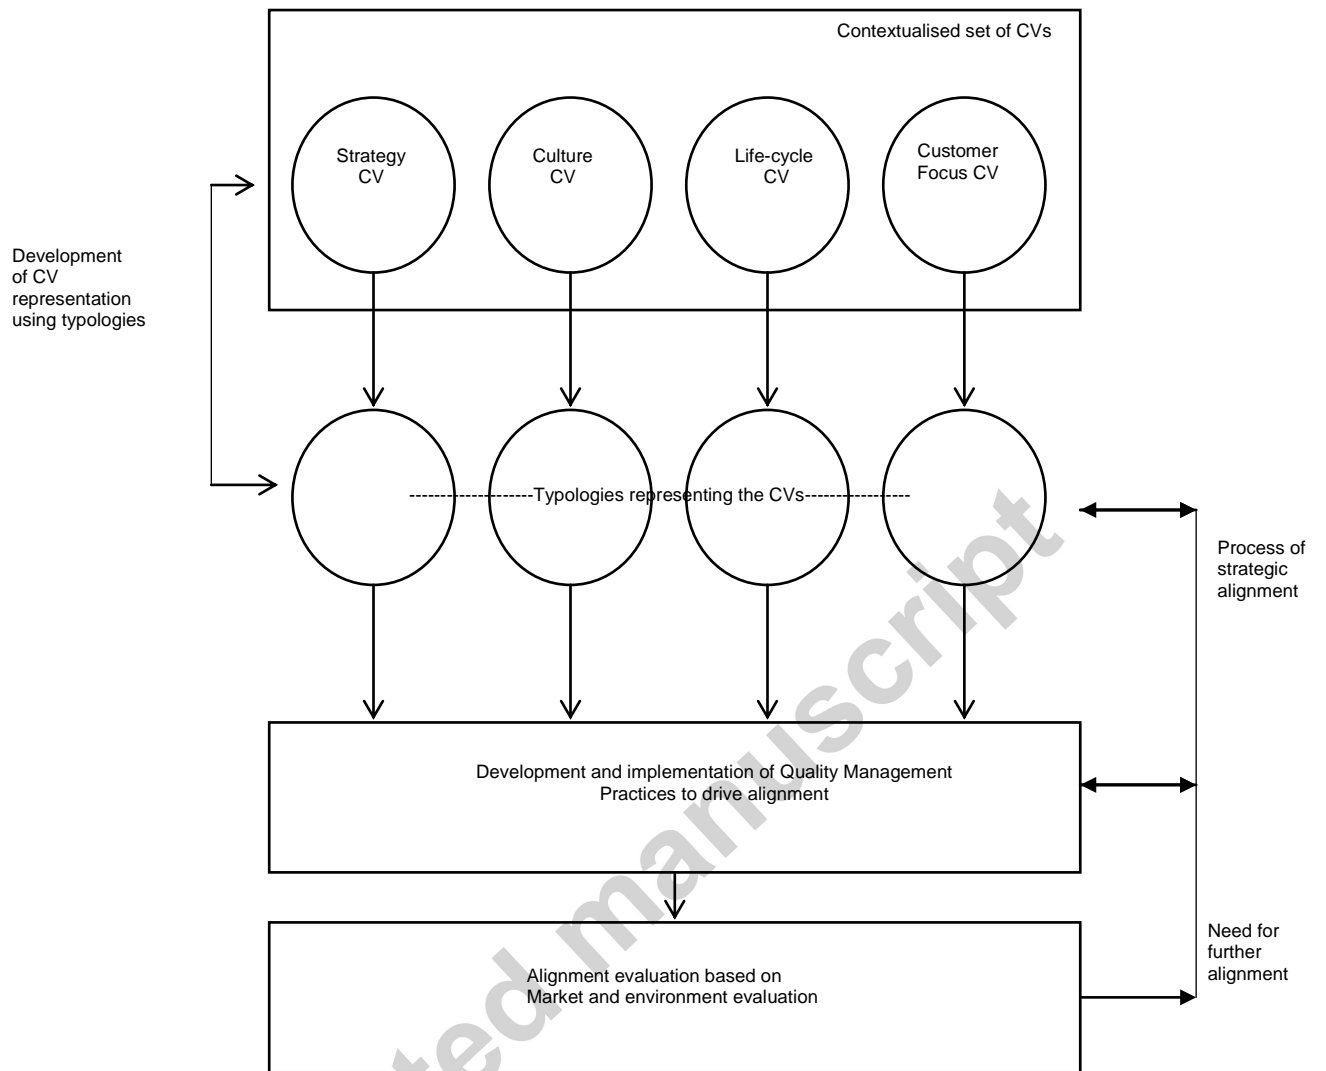 Contextualised set of CVs
Strategy
CV
Culture
CV
Life-cycle
CV
Customer
Focus CV
Development
of CV
representation
using typologies
-----------------Typologies representing the CVs---------------
Process of
strategic
alignment
Development and implementation of Quality Management
Practices to drive alignment
Need for
further
alignment
Alignment evaluation based on
Market and environment evaluation
ted manuscript